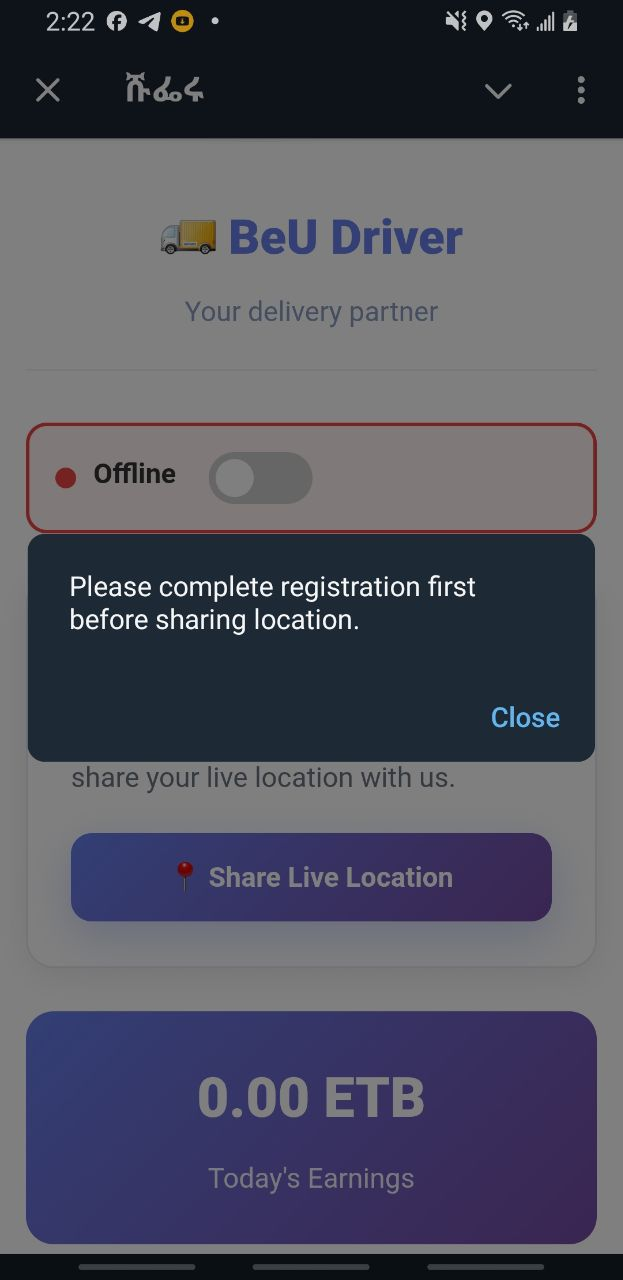 2:22
ሹፌሩ
BeU Driver
Your delivery partner
Offline
Please complete registration first
before sharing location.
Close
share your live location with us.
Share Live Location
0.00 ETB
Today's Earnings